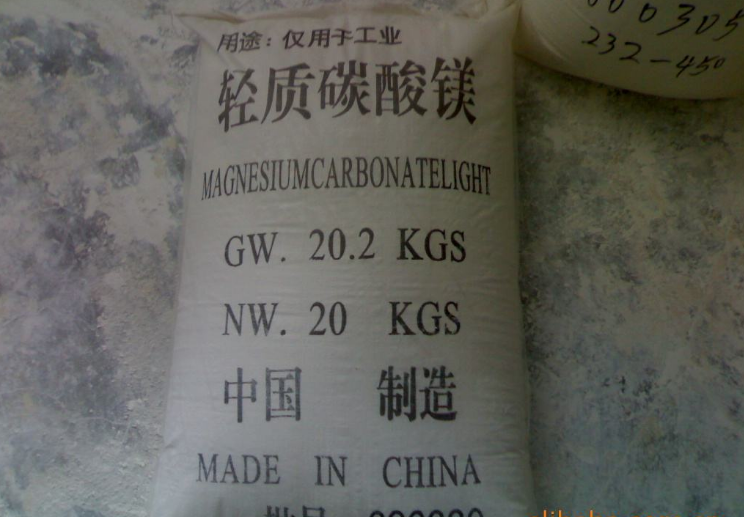 用途：仅用于工业
轻质碳酸镁
MAGNESIUMCARBONATELIGHT
GW. 20.2 KGS
NW. 20 KGS
中国 制造
MADE IN CHINA
000305
232-450